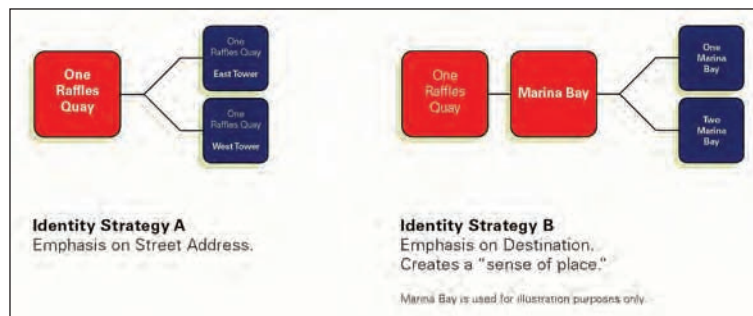 One
Raffles
Quay
One
Raffles Quay
East Tower
One
Raffles Quay
West Tower
Identity Strategy A
Emphasis on Street Address.
One
Raffles
Quay
Marina Bay
One
Marina
Bay
Two
Marina
Bay
Identity Strategy B
Emphasis on Destination.
Creates a “sense of place.”
Marina Bay is used for illustration purposes only.